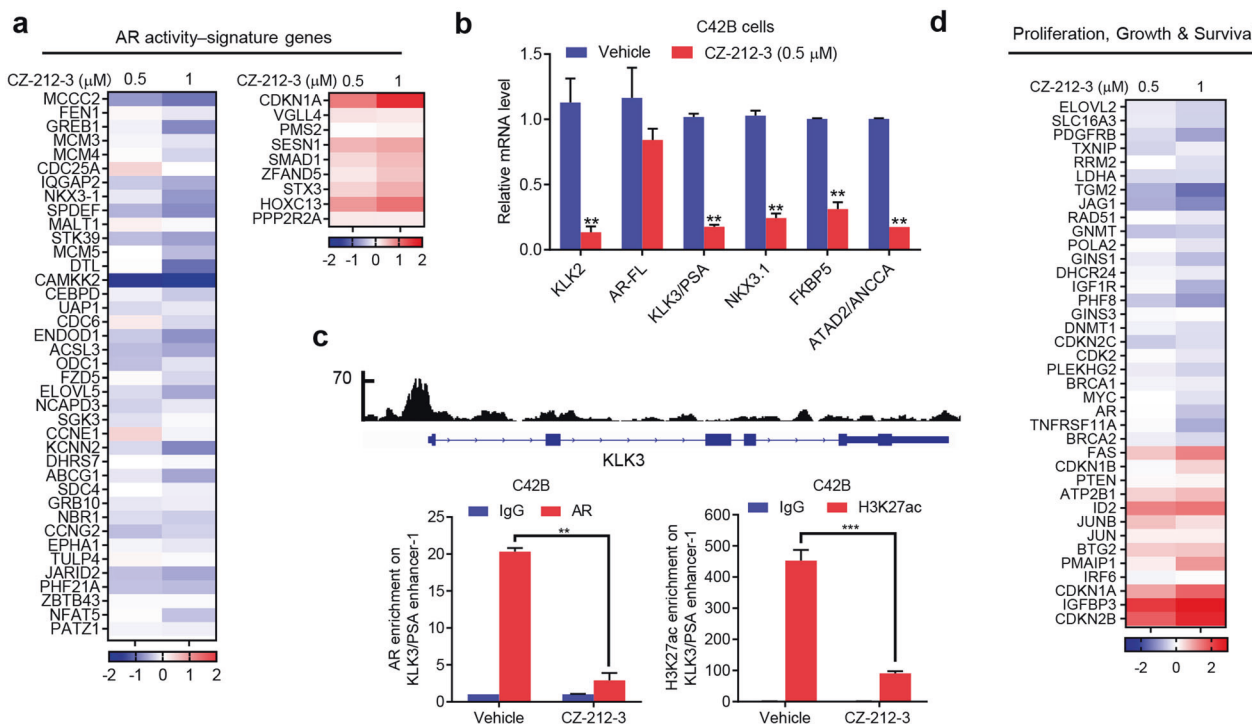 a
AR activity–signature genes
CZ-212-3 (μM)
0.5
1
MCCC2
FEN1
GREB1
MCM3
MCM4
CDC25A
IQGAP2
NKX3-1
SPDEF
MALT1
STK39
MCM5
DTL
CAMKK2
CEBPD
UAP1
CDC6
ENDOD1
ACSL3
ODC1
FZD5
ELOVL5
NCAPD3
SGK3
CCNE1
KCNN2
DHRS7
ABCG1
SDC4
GRB10
NBR1
CCNG2
EPHA1
TULP4
JARID2
PHF21A
ZBTB43
NFAT5
PATZ1
-2 -1 0 1 2
CZ-212-3 (μM)
0.5
1
CDKN1A
VGLL4
PMS2
SESN1
SMAD1
ZFAND5
STX3
HOXC13
PPP2R2A
-2 -1 0 1 2
b
C42B cells
Vehicle
CZ-212-3 (0.5 μM)
Relative mRNA level
1.5
1.0
0.5
0.0
**
**
**
**
**
KLK2
AR-FL
KLK3/PSA
NKX3.1
FKBP5
ATAD2/ANCCA
c
70
KLK3
C42B
IgG
AR
AR enrichment on
KLK3/PSA enhancer-1
25
20
15
10
5
0
**
Vehicle
CZ-212-3
C42B
IgG
H3K27ac
H3K27ac enrichment on
KLK3/PSA enhancer-1
600
500
400
300
200
100
0
***
Vehicle
CZ-212-3
d
Proliferation, Growth & Surviva
CZ-212-3 (μM)
0.5
1
ELOVL2
SLC16A3
PDGFRB
TXNIP
RRM2
LDHA
TGM2
JAG1
RAD51
GNMT
POLA2
GINS1
DHCR24
IGF1R
PHF8
GINS3
DNMT1
CDKN2C
CDK2
PLEKHG2
BRCA1
MYC
AR
TNFRSF11A
BRCA2
FAS
CDKN1B
PTEN
ATP2B1
ID2
JUNB
JUN
BTG2
PMAIP1
IRF6
CDKN1A
IGFBP3
CDKN2B
-2 0 2